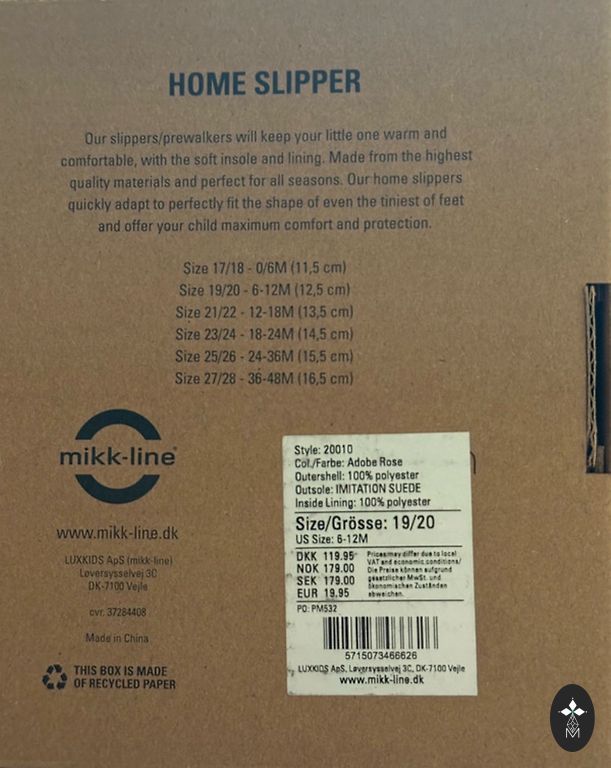 HOME SLIPPER
Our slippers/prewalkers will keep your little one warm and
comfortable, with the soft insole and lining. Made from the highest
quality materials and perfect for all seasons. Our home slippers
quickly adapt to perfectly fit the shape of even the tiniest of feet
and offer your child maximum comfort and protection.
Size 17/18 - 0/6M (11,5 cm)
Size 19/20 - 6-12M (12,5 cm)
Size 21/22 - 12-18M (13,5 cm)
Size 23/24 - 18-24M (14,5 cm)
Size 25/26 - 24-36M (15,5 cm)
Size 27/28 - 36-48M (16,5 cm)
mikk-line®
www.mikk-line.dk
LUXKIDS ApS (mikk-line)
Løversysselvej 3C
DK-7100 Vejle
cvr. 37284408
Made in China
THIS BOX IS MADE
OF RECYCLED PAPER
Style: 20010
Col./Farbe: Adobe Rose
Outershell: 100% polyester
Outsole: IMITATION SUEDE
Inside Lining: 100% polyester
Size/Grösse: 19/20
US Size: 6-12M
DKK 119.95
NOK 179.00
SEK 179.00
EUR 19.95
Prices may differ due to local
VAT and economic conditions/
Die Preise können aufgrund
gesetzlicher MwSt. und
ökonomischen Zuständen
abweichen.
PO: PM532
5715073466626
LUXKIDS ApS, Løversysselvej 3C, DK-7100 Vejle
www.mikk-line.dk
M